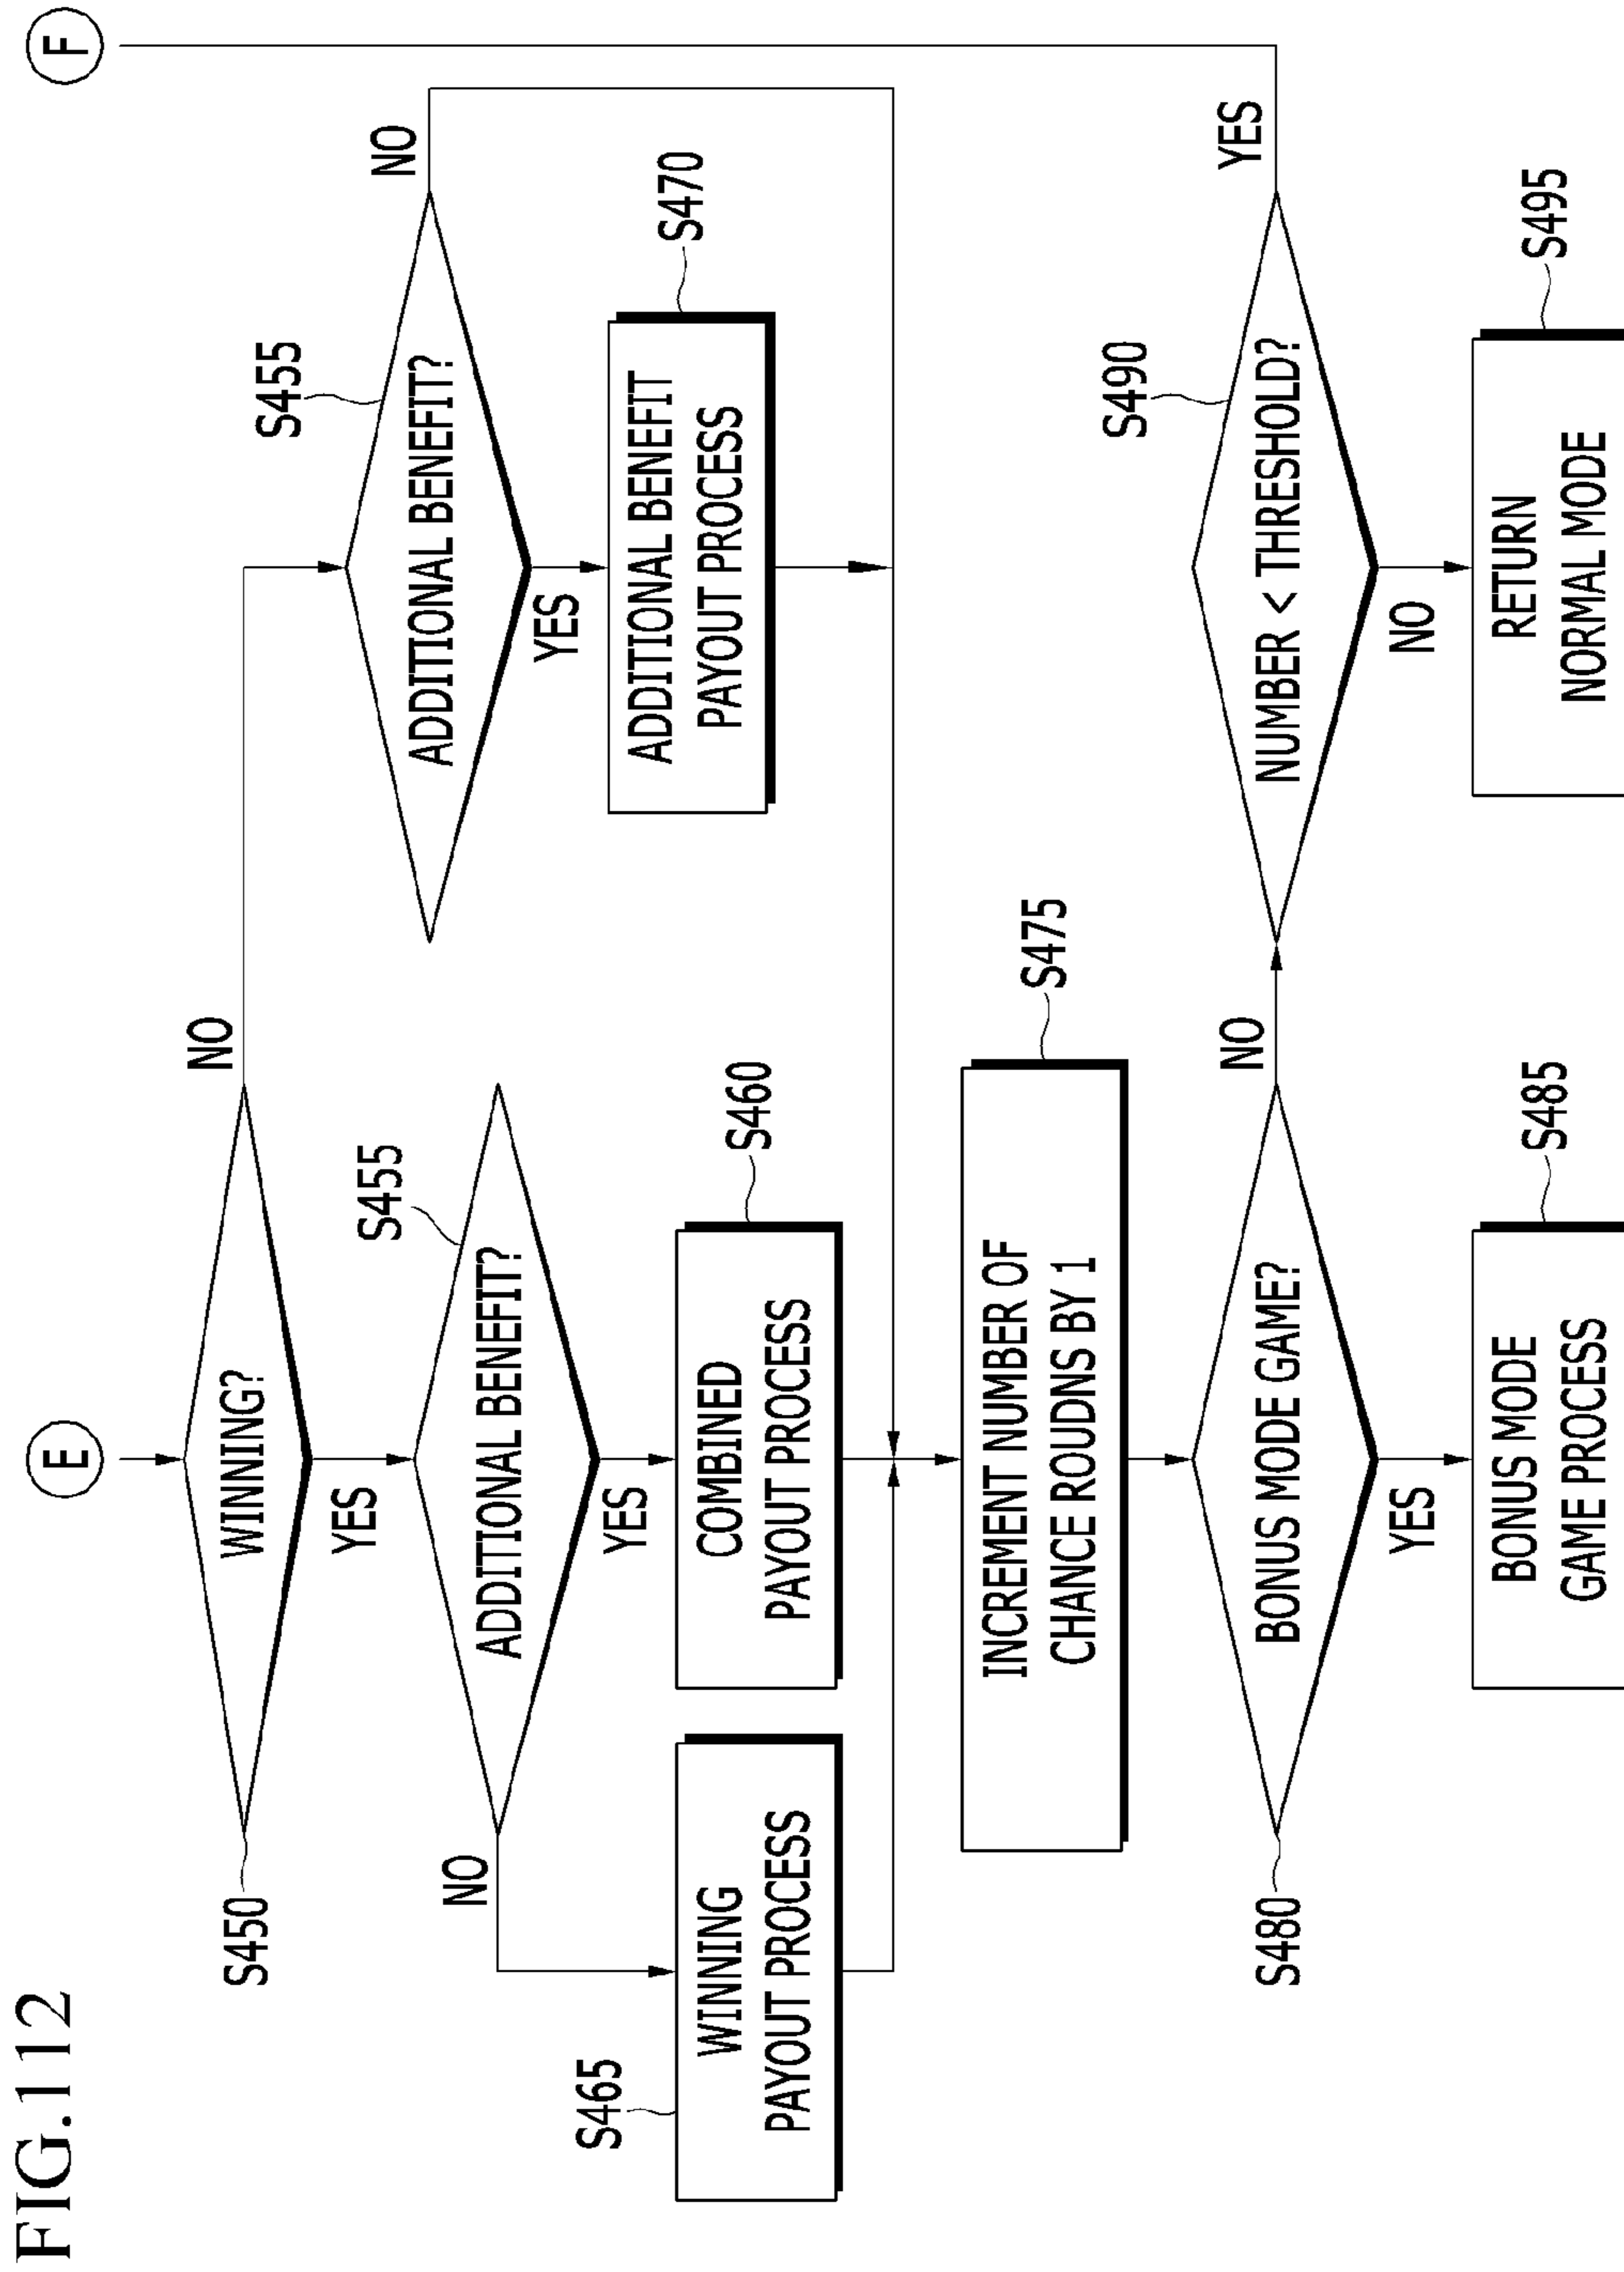 FIG.112
E
F
S450
WINNING?
NO
YES
S455
ADDITIONAL BENEFIT?
NO
S455
ADDITIONAL BENEFIT?
NO
YES
YES
S465
WINNING
PAYOUT PROCESS
COMBINED
PAYOUT PROCESS
S460
ADDITIONAL BENEFIT
PAYOUT PROCESS
S470
INCREMENT NUMBER OF
CHANCE ROUDNS BY 1
S475
S480
BONUS MODE GAME?
NO
S490
NUMBER < THRESHOLD?
YES
YES
NO
BONUS MODE
GAME PROCESS
S485
RETURN
NORMAL MODE
S495